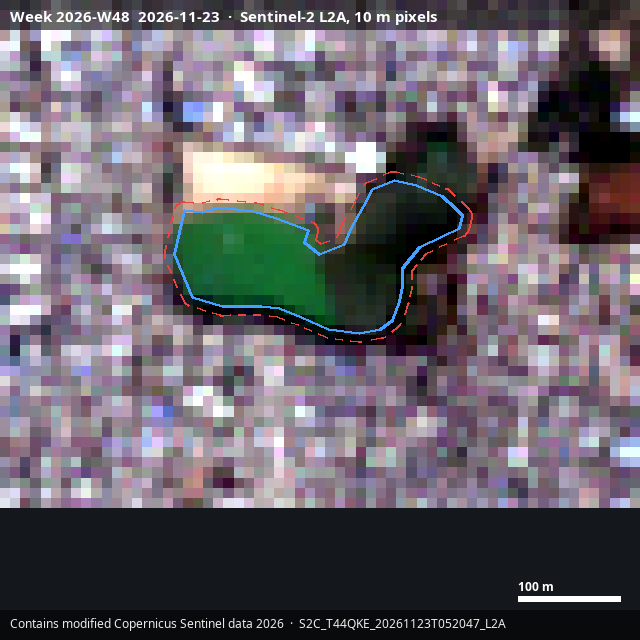 Week 2026-W48  2026-11-23  ·  Sentinel-2 L2A, 10 m pixels
100 m
Contains modified Copernicus Sentinel data 2026  ·  S2C_T44QKE_20261123T052047_L2A